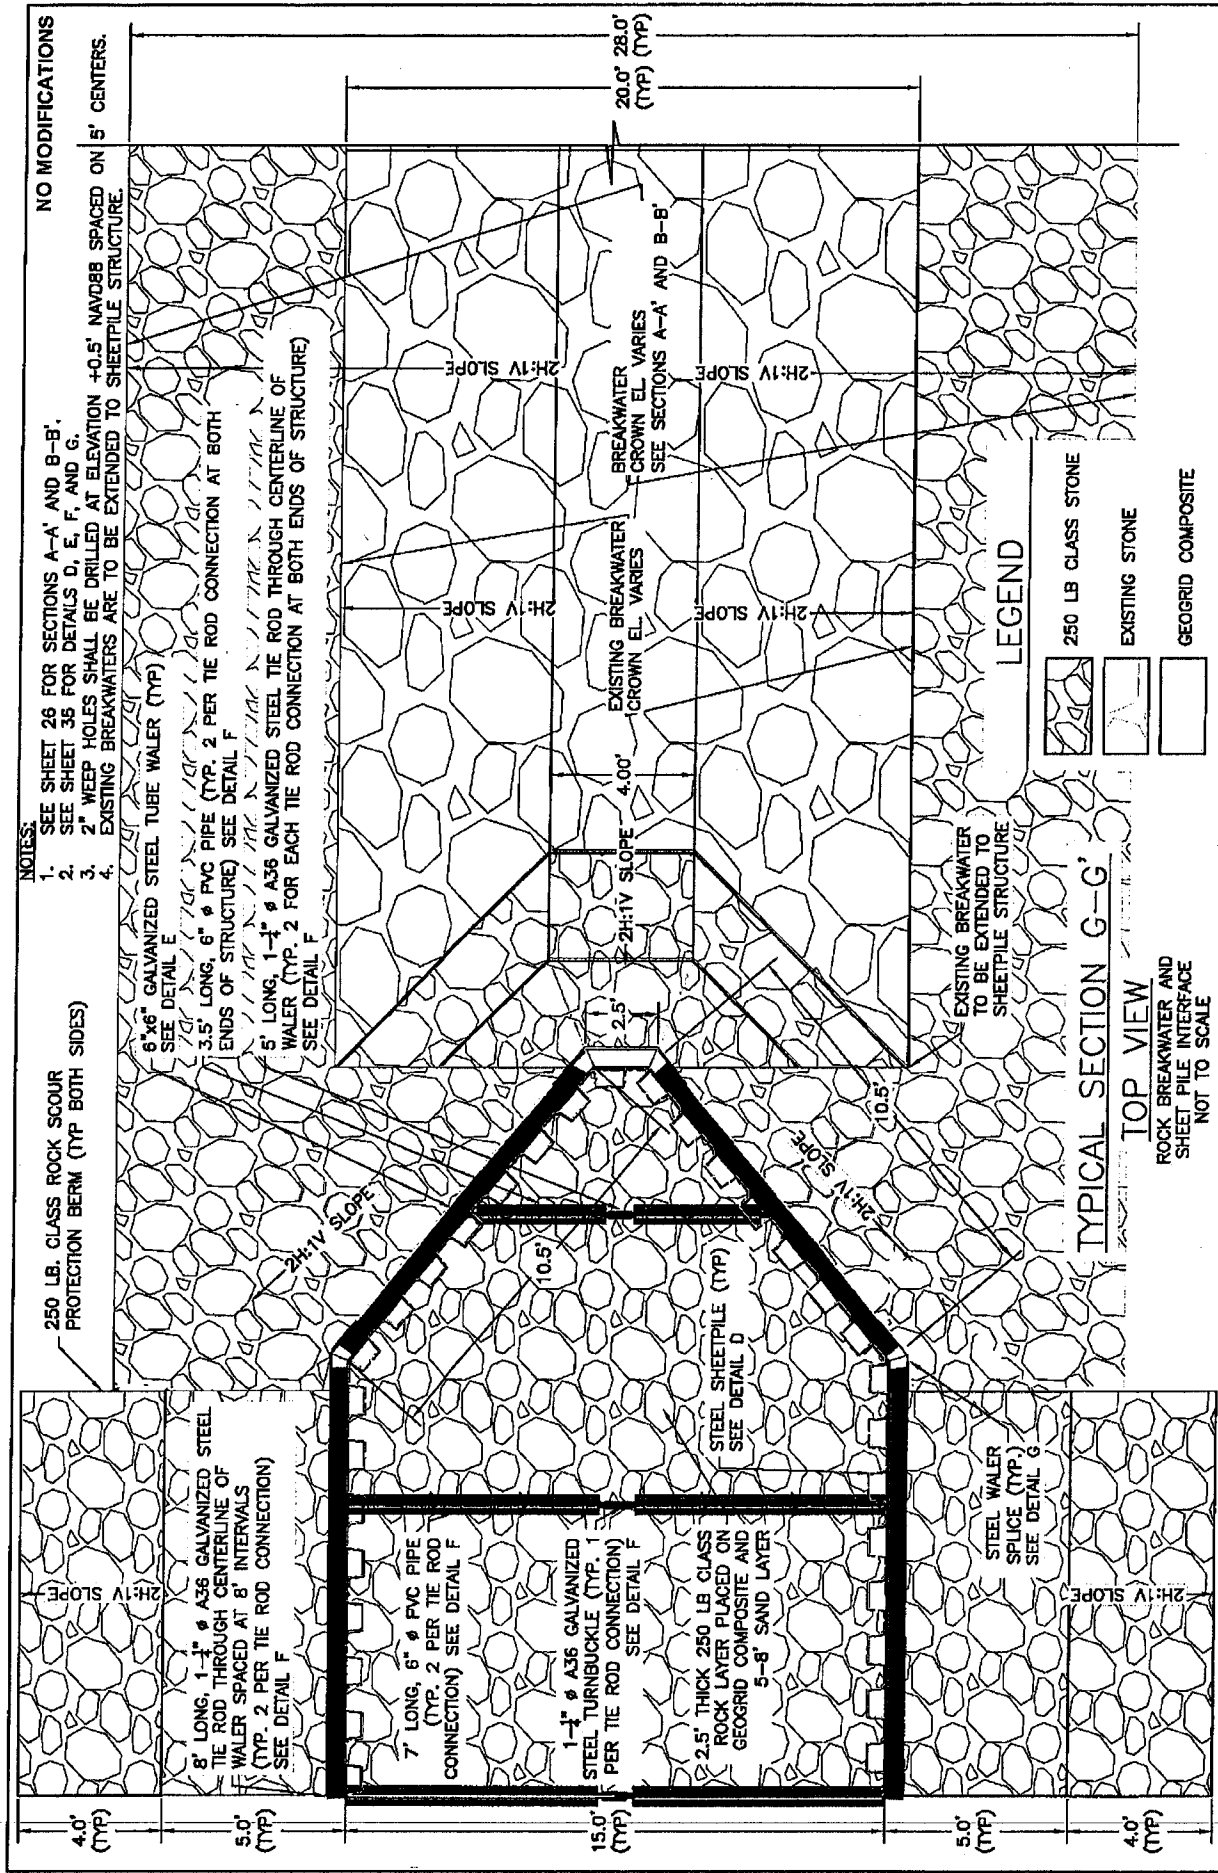 NO MODIFICATIONS
NOTES:
1. SEE SHEET 26 FOR SECTIONS A-A' AND B-B'.
2. SEE SHEET 35 FOR DETAILS D, E, F, AND G.
3. 2" WEEP HOLES SHALL BE DRILLED AT ELEVATION +0.5' NAVD88 SPACED ON 5' CENTERS.
4. EXISTING BREAKWATERS ARE TO BE EXTENDED TO SHEETPILE STRUCTURE.
250 LB. CLASS ROCK SCOUR
PROTECTION BERM (TYP BOTH SIDES)
6"x6" GALVANIZED STEEL TUBE WALER (TYP)
SEE DETAIL E
3.5' LONG, 6" ø PVC PIPE (TYP. 2 PER TIE ROD CONNECTION AT BOTH
ENDS OF STRUCTURE) SEE DETAIL F
5' LONG, 1-1/4" ø A36 GALVANIZED STEEL TIE ROD THROUGH CENTERLINE OF
WALER (TYP. 2 FOR EACH TIE ROD CONNECTION AT BOTH ENDS OF STRUCTURE)
SEE DETAIL F
4.0'
(TYP)
2H:1V SLOPE
5.0'
(TYP)
8' LONG, 1-1/4" ø A36 GALVANIZED STEEL
TIE ROD THROUGH CENTERLINE OF
WALER SPACED AT 8' INTERVALS
(TYP. 2 PER TIE ROD CONNECTION)
SEE DETAIL F
2H:1V SLOPE
2H:1V SLOPE
2H:1V SLOPE
7' LONG, 6" ø PVC PIPE
(TYP. 2 PER TIE ROD
CONNECTION) SEE DETAIL F
15.0'
(TYP)
1-1/4" ø A36 GALVANIZED
STEEL TURNBUCKLE (TYP. 1
PER TIE ROD CONNECTION)
SEE DETAIL F
10.5'
2.5'
2H:1V SLOPE
4.00'
EXISTING BREAKWATER
CROWN EL. VARIES
BREAKWATER
CROWN EL VARIES
SEE SECTIONS A-A' AND B-B'
20.0'
(TYP)
28.0'
(TYP)
2.5' THICK 250 LB CLASS
ROCK LAYER PLACED ON
GEOGRID COMPOSITE AND
5-8' SAND LAYER
STEEL SHEETPILE (TYP)
SEE DETAIL D
2H:1V SLOPE
10.5'
2H:1V SLOPE
2H:1V SLOPE
5.0'
(TYP)
STEEL WALER
SPLICE (TYP.)
SEE DETAIL G
EXISTING BREAKWATER
TO BE EXTENDED TO
SHEETPILE STRUCTURE
4.0'
(TYP)
2H:1V SLOPE
LEGEND
250 LB CLASS STONE
EXISTING STONE
GEOGRID COMPOSITE
TYPICAL SECTION G-G'
TOP VIEW
ROCK BREAKWATER AND
SHEET PILE INTERFACE
NOT TO SCALE